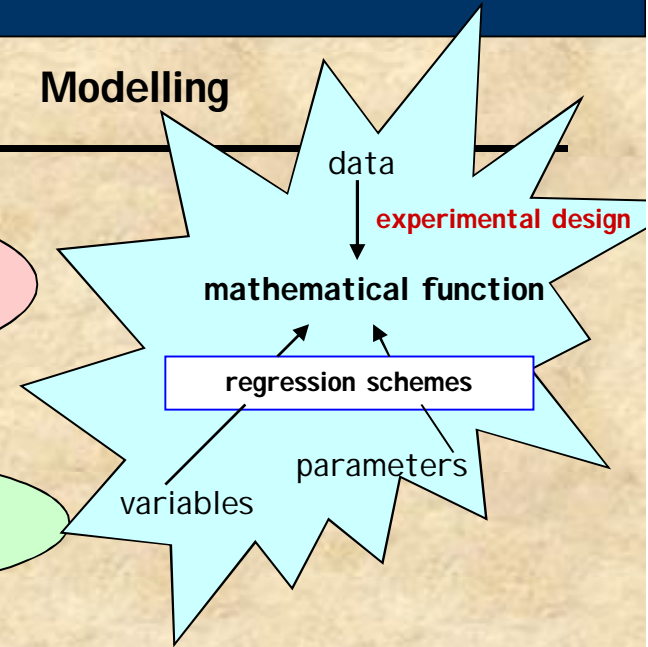 Modelling
data
experimental design
mathematical function
regression schemes
parameters
variables